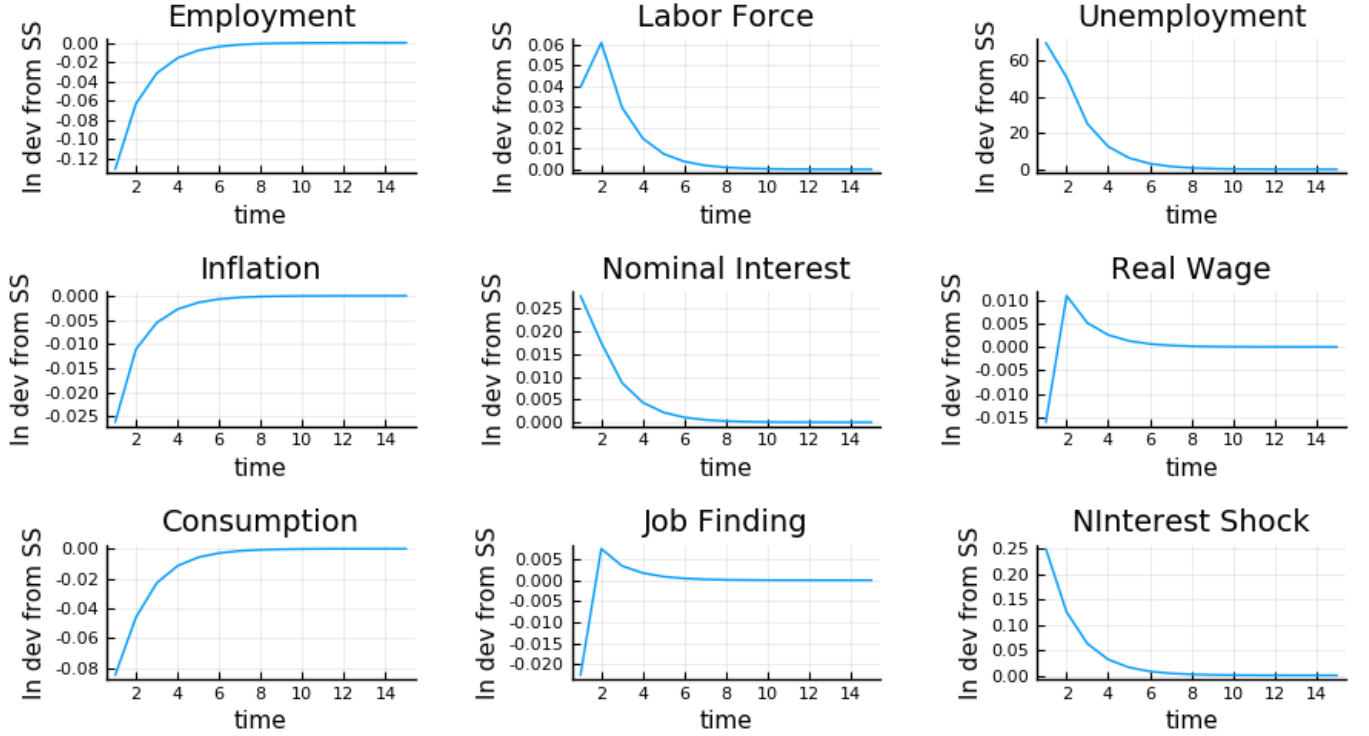 Employment
ln dev from SS
0.00
-0.02
-0.04
-0.06
-0.08
-0.10
-0.12
2 4 6 8 10 12 14
time
Labor Force
ln dev from SS
0.06
0.05
0.04
0.03
0.02
0.01
0.00
2 4 6 8 10 12 14
time
Unemployment
ln dev from SS
60
40
20
0
2 4 6 8 10 12 14
time
Inflation
ln dev from SS
0.000
-0.005
-0.010
-0.015
-0.020
-0.025
2 4 6 8 10 12 14
time
Nominal Interest
ln dev from SS
0.025
0.020
0.015
0.010
0.005
0.000
2 4 6 8 10 12 14
time
Real Wage
ln dev from SS
0.010
0.005
0.000
-0.005
-0.010
-0.015
2 4 6 8 10 12 14
time
Consumption
ln dev from SS
0.00
-0.02
-0.04
-0.06
-0.08
2 4 6 8 10 12 14
time
Job Finding
ln dev from SS
0.005
0.000
-0.005
-0.010
-0.015
-0.020
2 4 6 8 10 12 14
time
NInterest Shock
ln dev from SS
0.25
0.20
0.15
0.10
0.05
0.00
2 4 6 8 10 12 14
time